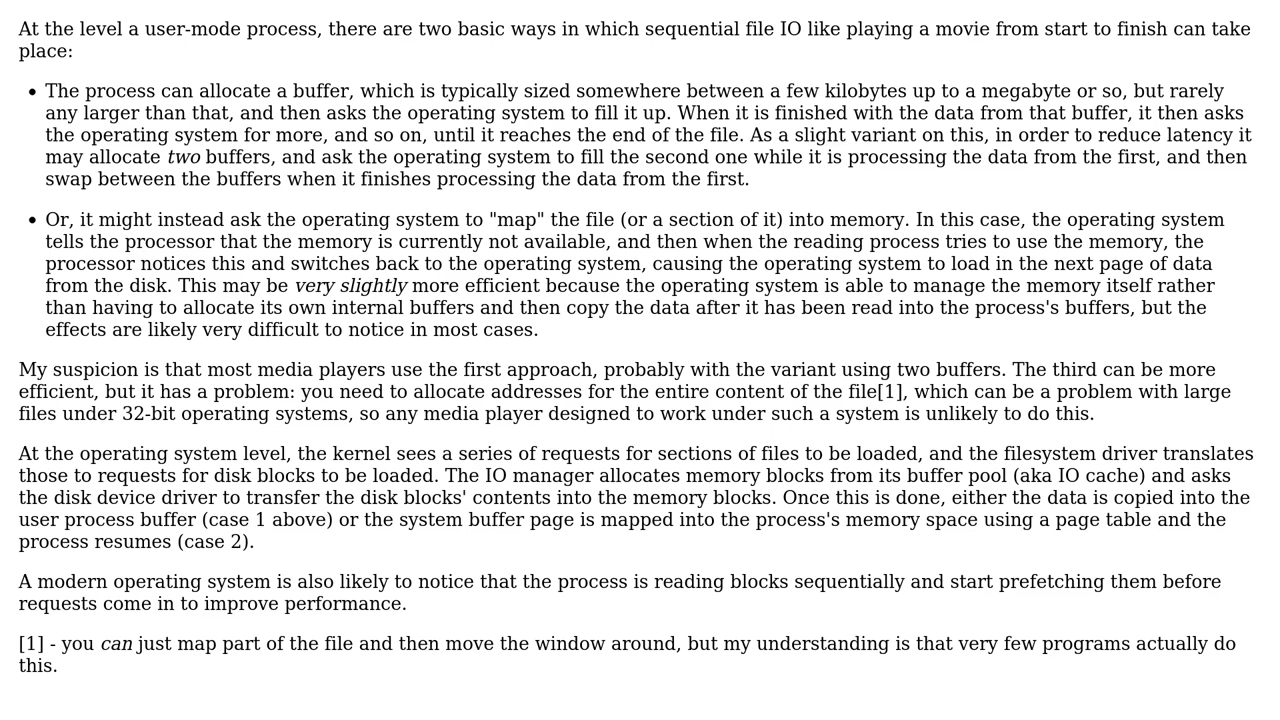 At the level a user-mode process, there are two basic ways in which sequential file IO like playing a movie from start to finish can take
place:
• The process can allocate a buffer, which is typically sized somewhere between a few kilobytes up to a megabyte or so, but rarely
any larger than that, and then asks the operating system to fill it up. When it is finished with the data from that buffer, it then asks
the operating system for more, and so on, until it reaches the end of the file. As a slight variant on this, in order to reduce latency it
may allocate two buffers, and ask the operating system to fill the second one while it is processing the data from the first, and then
swap between the buffers when it finishes processing the data from the first.
• Or, it might instead ask the operating system to "map" the file (or a section of it) into memory. In this case, the operating system
tells the processor that the memory is currently not available, and then when the reading process tries to use the memory, the
processor notices this and switches back to the operating system, causing the operating system to load in the next page of data
from the disk. This may be very slightly more efficient because the operating system is able to manage the memory itself rather
than having to allocate its own internal buffers and then copy the data after it has been read into the process's buffers, but the
effects are likely very difficult to notice in most cases.
My suspicion is that most media players use the first approach, probably with the variant using two buffers. The third can be more
efficient, but it has a problem: you need to allocate addresses for the entire content of the file[1], which can be a problem with large
files under 32-bit operating systems, so any media player designed to work under such a system is unlikely to do this.
At the operating system level, the kernel sees a series of requests for sections of files to be loaded, and the filesystem driver translates
those to requests for disk blocks to be loaded. The IO manager allocates memory blocks from its buffer pool (aka IO cache) and asks
the disk device driver to transfer the disk blocks' contents into the memory blocks. Once this is done, either the data is copied into the
user process buffer (case 1 above) or the system buffer page is mapped into the process's memory space using a page table and the
process resumes (case 2).
A modern operating system is also likely to notice that the process is reading blocks sequentially and start prefetching them before
requests come in to improve performance.
[1] - you can just map part of the file and then move the window around, but my understanding is that very few programs actually do
this.